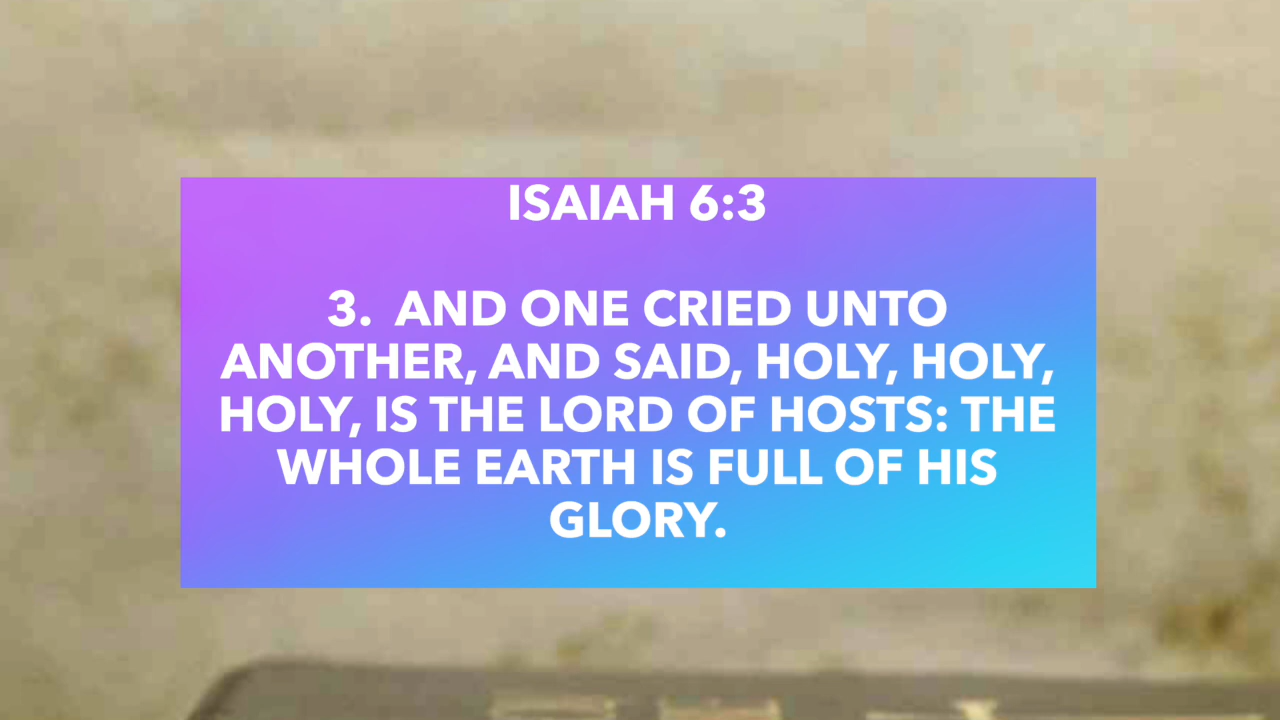 ISAIAH 6:3
3. AND ONE CRIED UNTO
ANOTHER, AND SAID, HOLY, HOLY,
HOLY, IS THE LORD OF HOSTS: THE
WHOLE EARTH IS FULL OF HIS
GLORY.